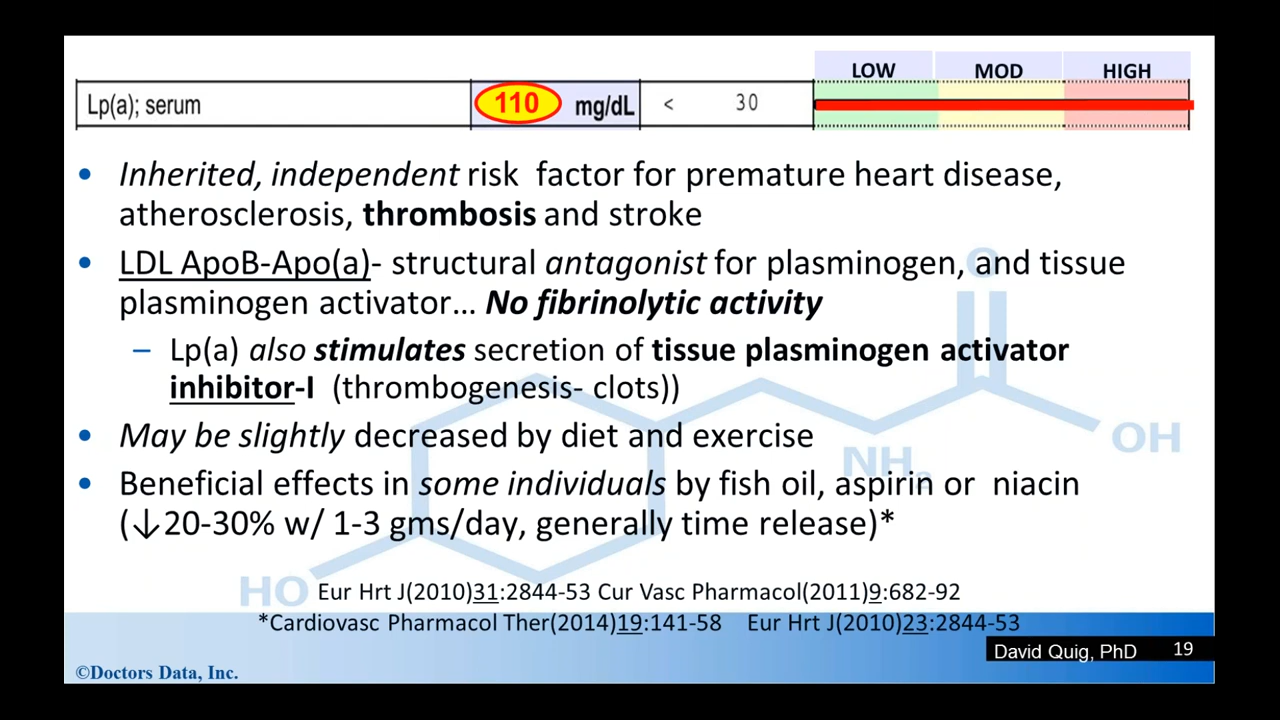 LOW MOD HIGH
Lp(a); serum 110 mg/dL < 30
• Inherited, independent risk factor for premature heart disease,
atherosclerosis, thrombosis and stroke
• LDL ApoB-Apo(a)- structural antagonist for plasminogen, and tissue
plasminogen activator… No fibrinolytic activity
– Lp(a) also stimulates secretion of tissue plasminogen activator
inhibitor-I (thrombogenesis- clots))
• May be slightly decreased by diet and exercise
• Beneficial effects in some individuals by fish oil, aspirin or niacin
(↓20-30% w/ 1-3 gms/day, generally time release)*
O
NH2
OH
HO
Eur Hrt J(2010)31:2844-53 Cur Vasc Pharmacol(2011)9:682-92
*Cardiovasc Pharmacol Ther(2014)19:141-58 Eur Hrt J(2010)23:2844-53
David Quig, PhD 19
©Doctors Data, Inc.